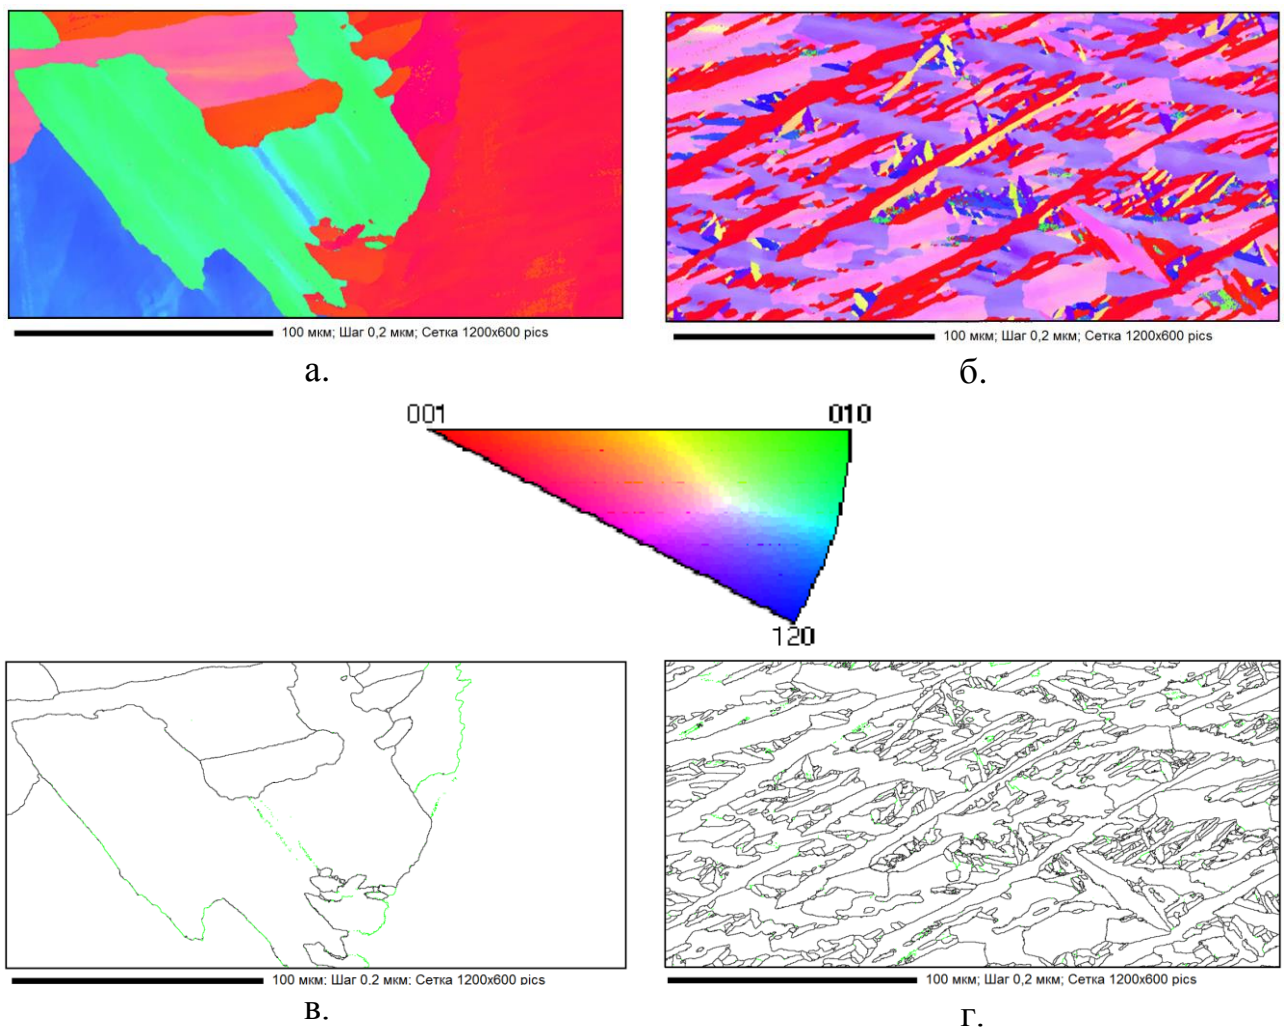 100 мкм; Шаг 0,2 мкм; Сетка 1200x600 pics
100 мкм; Шаг 0,2 мкм; Сетка 1200x600 pics
а.
б.
001
010
120
100 мкм; Шаг 0.2 мкм: Сетка 1200x600 pics
100 мкм; Шаг 0,2 мкм; Сетка 1200x600 pics
в.
г.